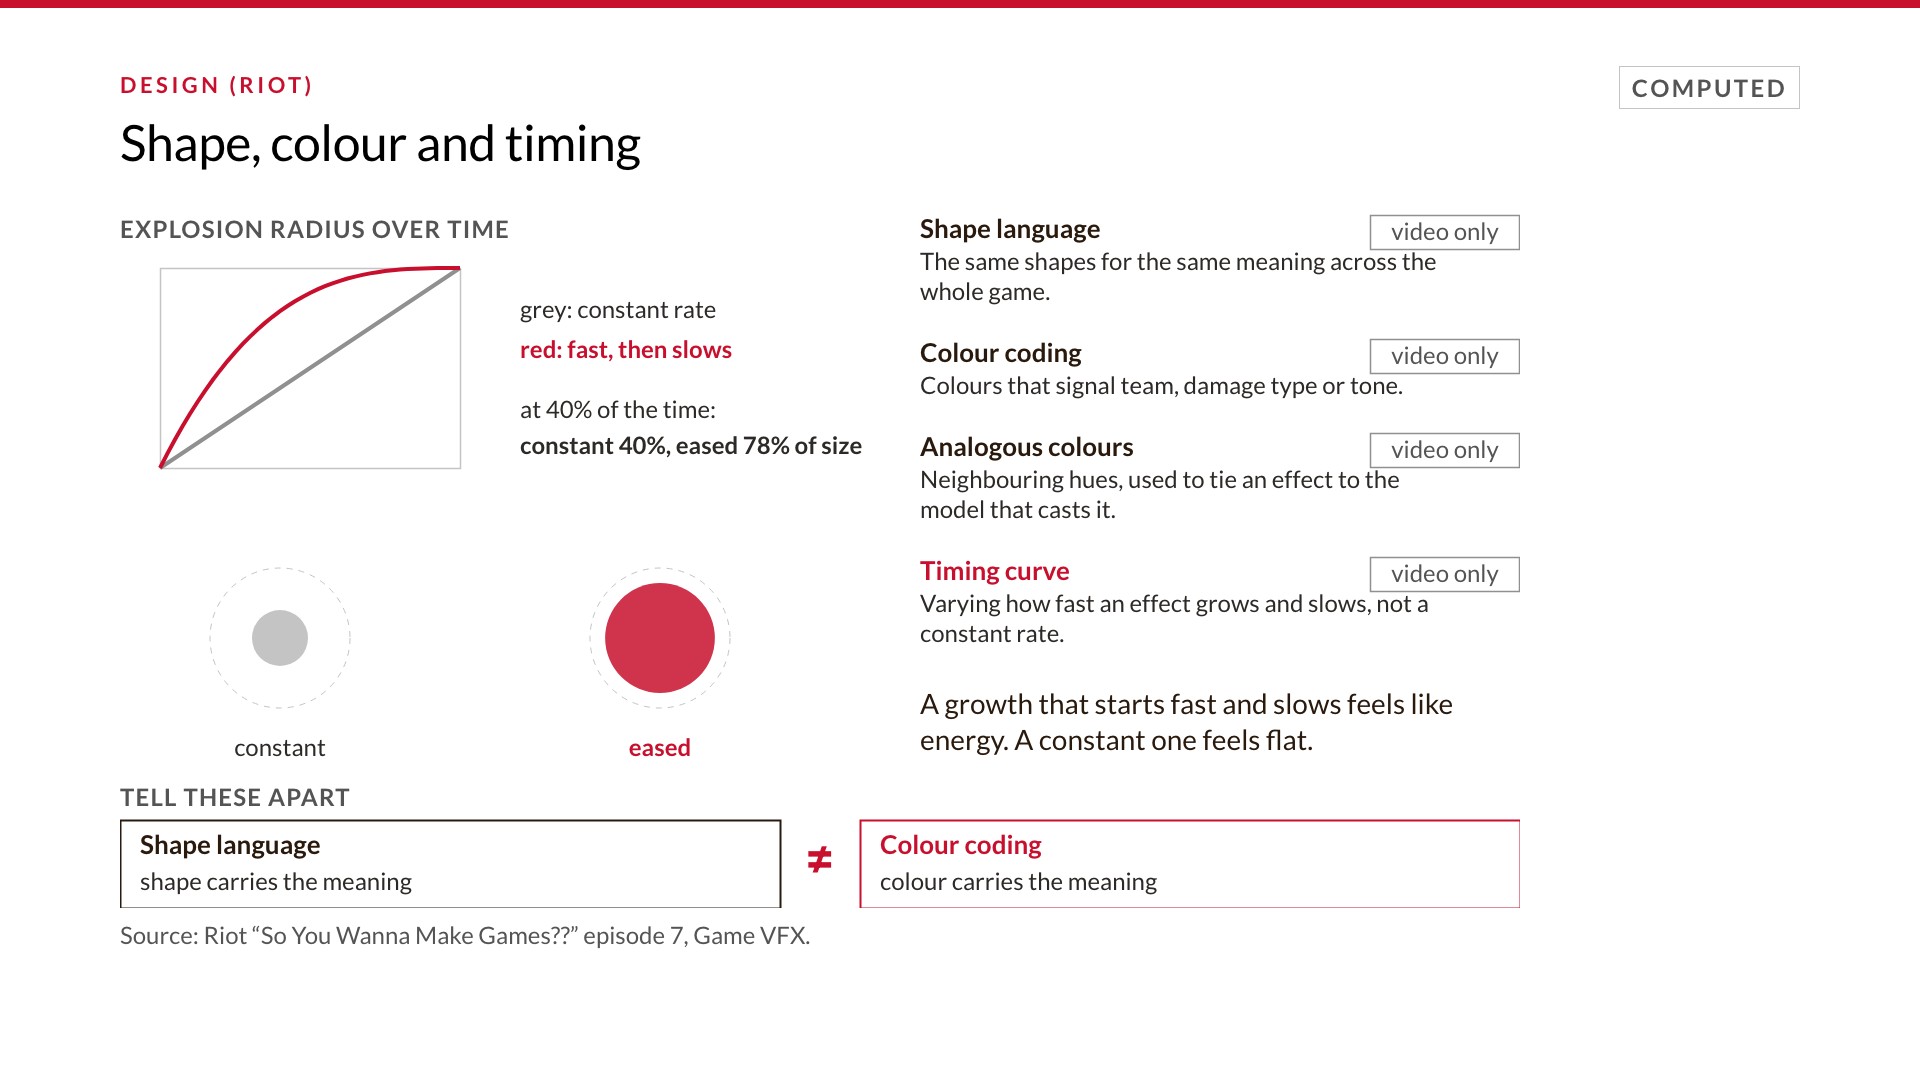 DESIGN (RIOT)
COMPUTED
Shape, colour and timing
EXPLOSION RADIUS OVER TIME
grey: constant rate
red: fast, then slows
at 40% of the time:
constant 40%, eased 78% of size
constant
eased
Shape language
video only
The same shapes for the same meaning across the
whole game.
Colour coding
video only
Colours that signal team, damage type or tone.
Analogous colours
video only
Neighbouring hues, used to tie an effect to the
model that casts it.
Timing curve
video only
Varying how fast an effect grows and slows, not a
constant rate.
A growth that starts fast and slows feels like
energy. A constant one feels flat.
TELL THESE APART
Shape language
shape carries the meaning
≠
Colour coding
colour carries the meaning
Source: Riot “So You Wanna Make Games??” episode 7, Game VFX.